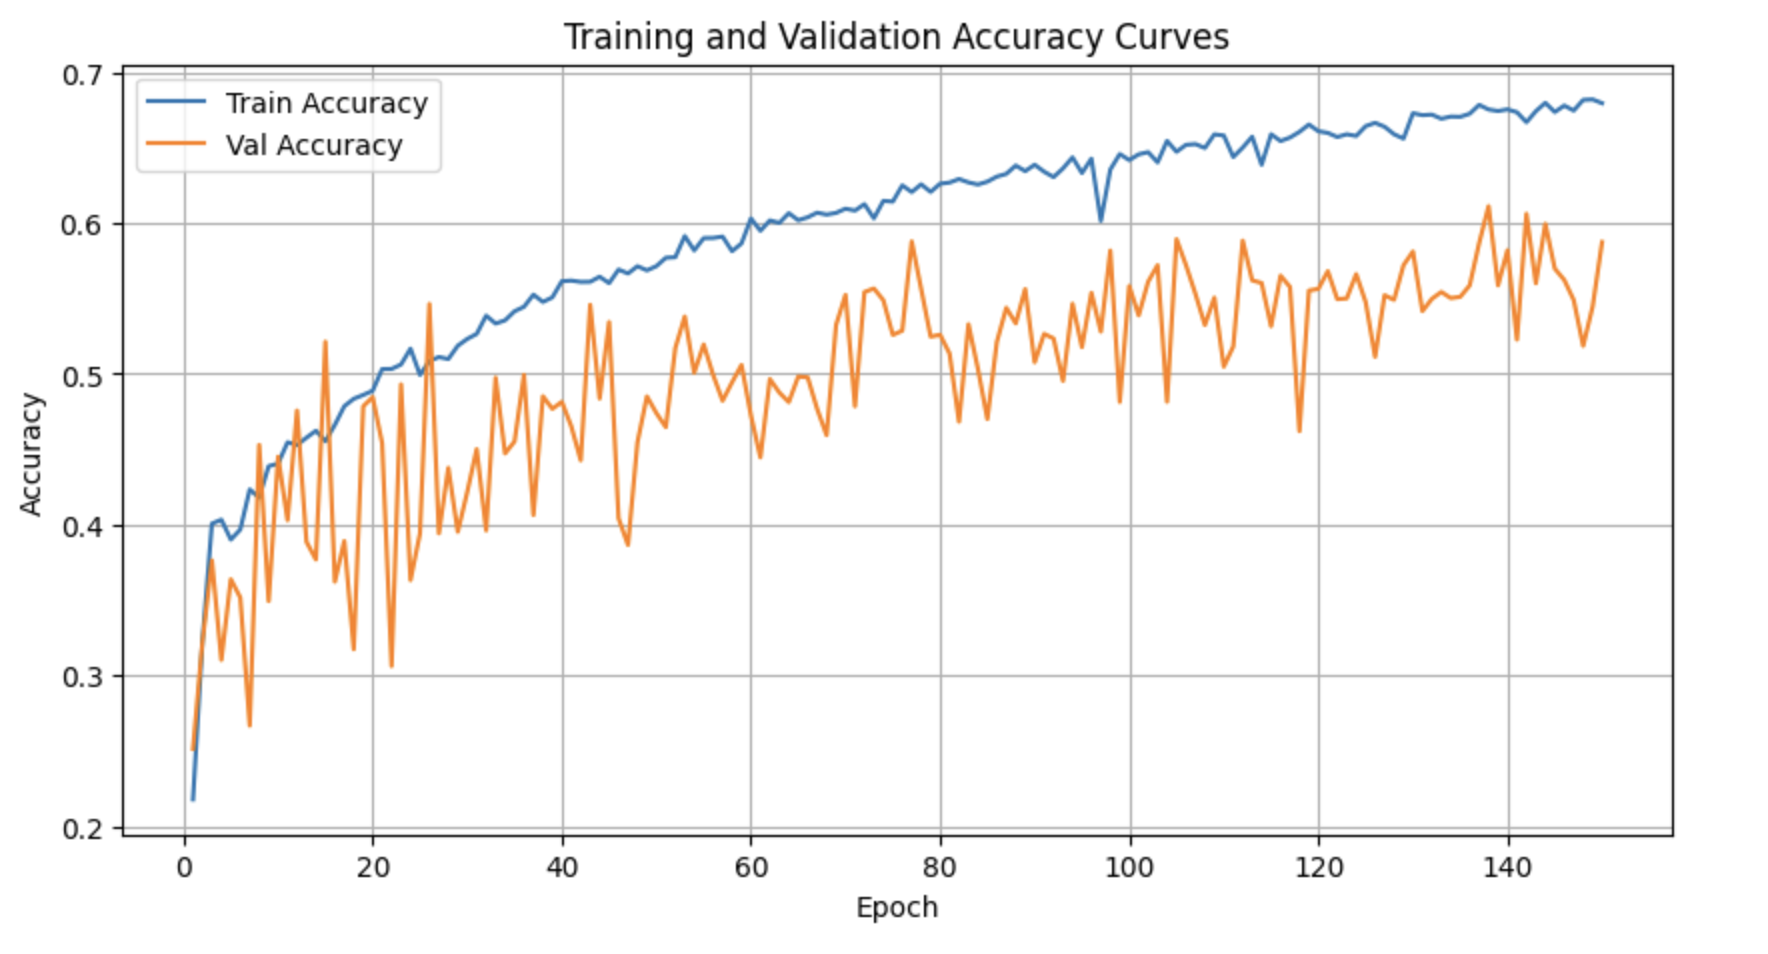 Training and Validation Accuracy Curves
Train Accuracy
Val Accuracy
Accuracy
0.7
0.6
0.5
0.4
0.3
0.2
0 20 40 60 80 100 120 140
Epoch